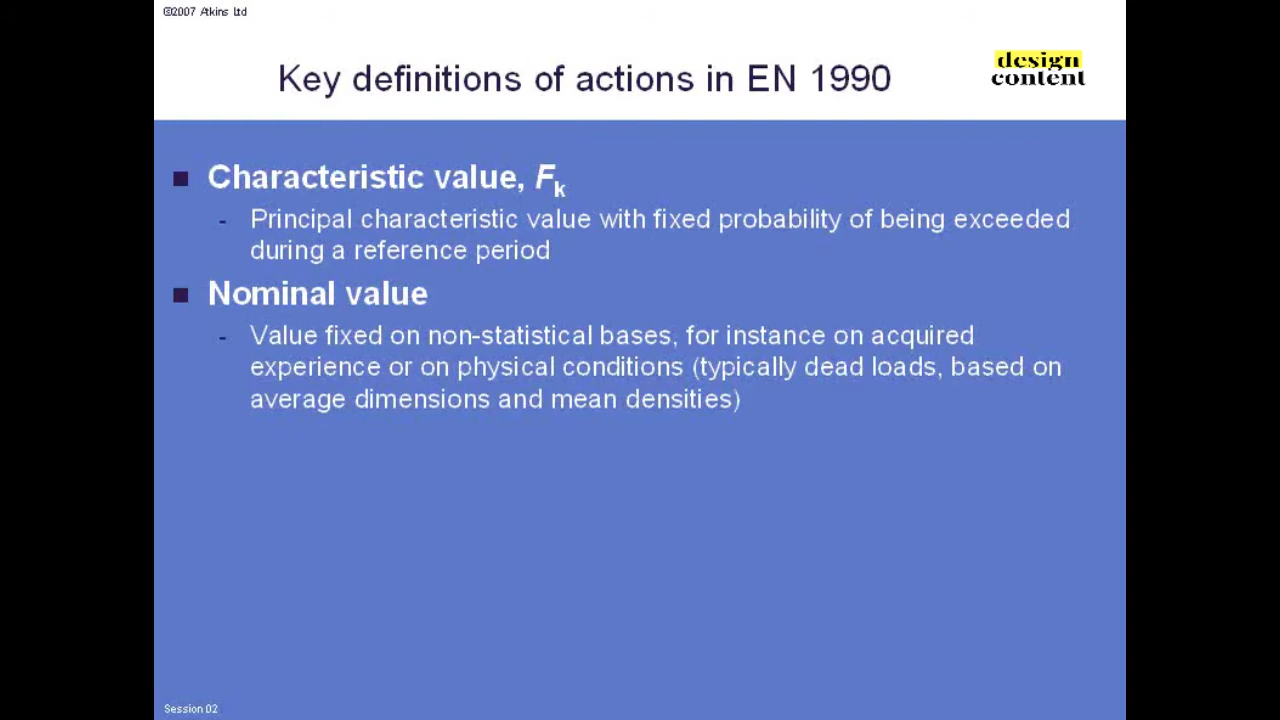 ©2007 Atkins Ltd
Key definitions of actions in EN 1990
design
content
Characteristic value, Fk
- Principal characteristic value with fixed probability of being exceeded
during a reference period
Nominal value
- Value fixed on non-statistical bases, for instance on acquired
experience or on physical conditions (typically dead loads, based on
average dimensions and mean densities)
Session 02